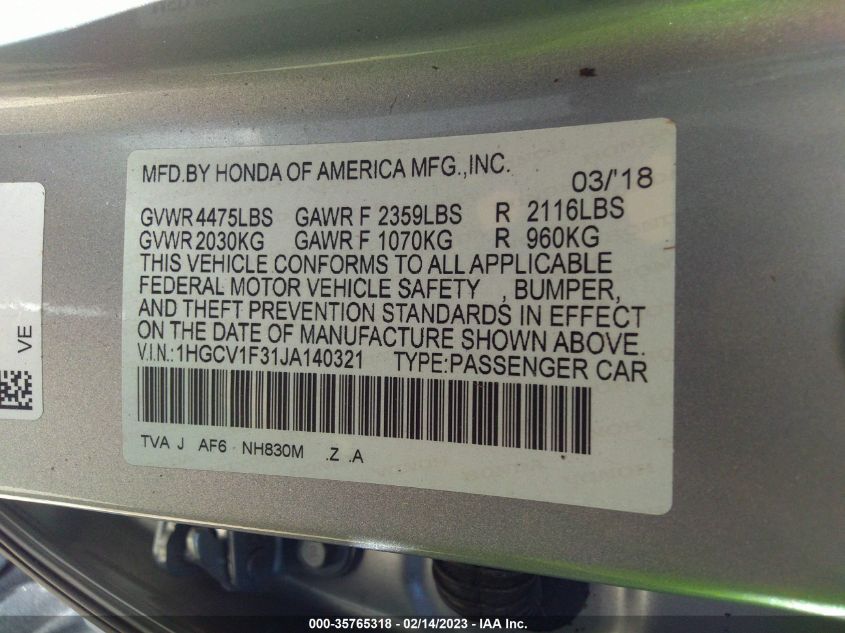 MFD.BY HONDA OF AMERICA MFG.,INC. 03/'18
GVWR 4475LBS GAWR F 2359LBS R 2116LBS
GVWR 2030KG GAWR F 1070KG R 960KG
THIS VEHICLE CONFORMS TO ALL APPLICABLE
FEDERAL MOTOR VEHICLE SAFETY , BUMPER,
AND THEFT PREVENTION STANDARDS IN EFFECT
ON THE DATE OF MANUFACTURE SHOWN ABOVE.
V.I.N.:1HGCV1F31JA140321 TYPE:PASSENGER CAR
TVA J AF6 NH830M .Z .A
VE
000-35765318 - 02/14/2023 - IAA Inc.